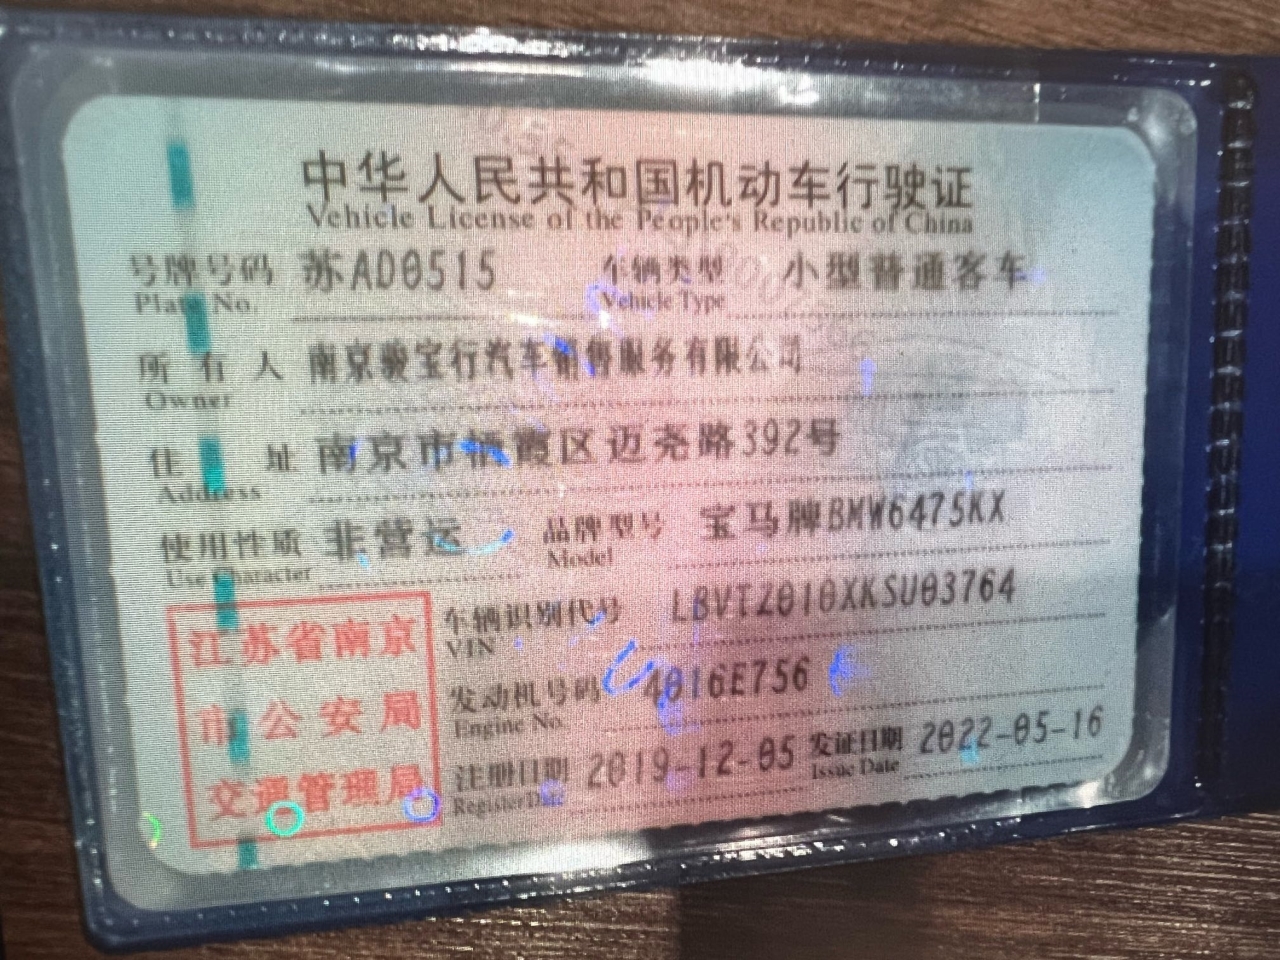 中华人民共和国机动车行驶证
Vehicle License of the People's Republic of China
号牌号码 苏AD0515 车辆类型 小型普通客车
Plate No. Vehicle Type
所有人 南京骏宝行汽车销售服务有限公司
Owner
住址 南京市栖霞区迈尧路392号
Address
使用性质 非营运 品牌型号 宝马牌BMW6475KX
Use Character Model
江苏省南京
市公安局
交通管理局
车辆识别代号 LBVTZ010XKSU03764
VIN
发动机号码 4016E756
Engine No.
注册日期 2019-12-05 发证日期 2022-05-16
Register Date Issue Date